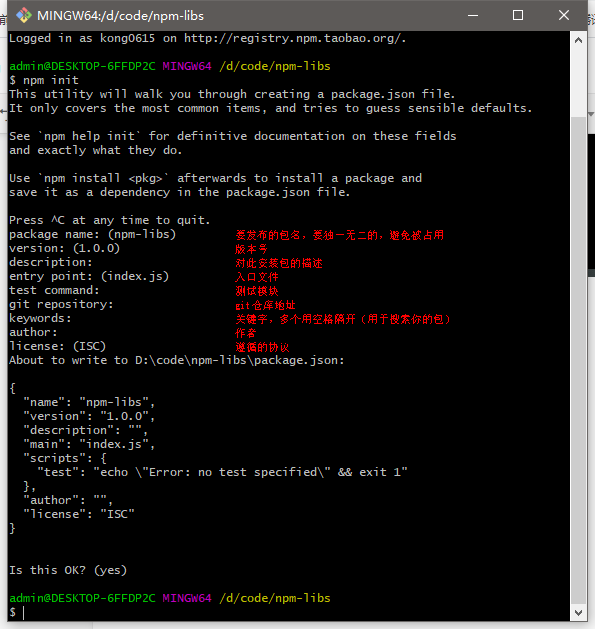 MINGW64:/d/code/npm-libs
Logged in as kong0615 on http://registry.npm.taobao.org/.
admin@DESKTOP-6FFDP2C MINGW64 /d/code/npm-libs
$ npm init
This utility will walk you through creating a package.json file.
It only covers the most common items, and tries to guess sensible defaults.
See `npm help init` for definitive documentation on these fields
and exactly what they do.
Use `npm install <pkg>` afterwards to install a package and
save it as a dependency in the package.json file.
Press ^C at any time to quit.
package name: (npm-libs) 要发布的包名，要独一无二的，避免被占用
version: (1.0.0) 版本号
description: 对此安装包的描述
entry point: (index.js) 入口文件
test command: 测试模块
git repository: git仓库地址
keywords: 关键字，多个用空格隔开（用于搜索你的包）
author: 作者
license: (ISC) 遵循的协议
About to write to D:\code\npm-libs\package.json:
{
  "name": "npm-libs",
  "version": "1.0.0",
  "description": "",
  "main": "index.js",
  "scripts": {
    "test": "echo \"Error: no test specified\" && exit 1"
  },
  "author": "",
  "license": "ISC"
}
Is this OK? (yes)
admin@DESKTOP-6FFDP2C MINGW64 /d/code/npm-libs
$